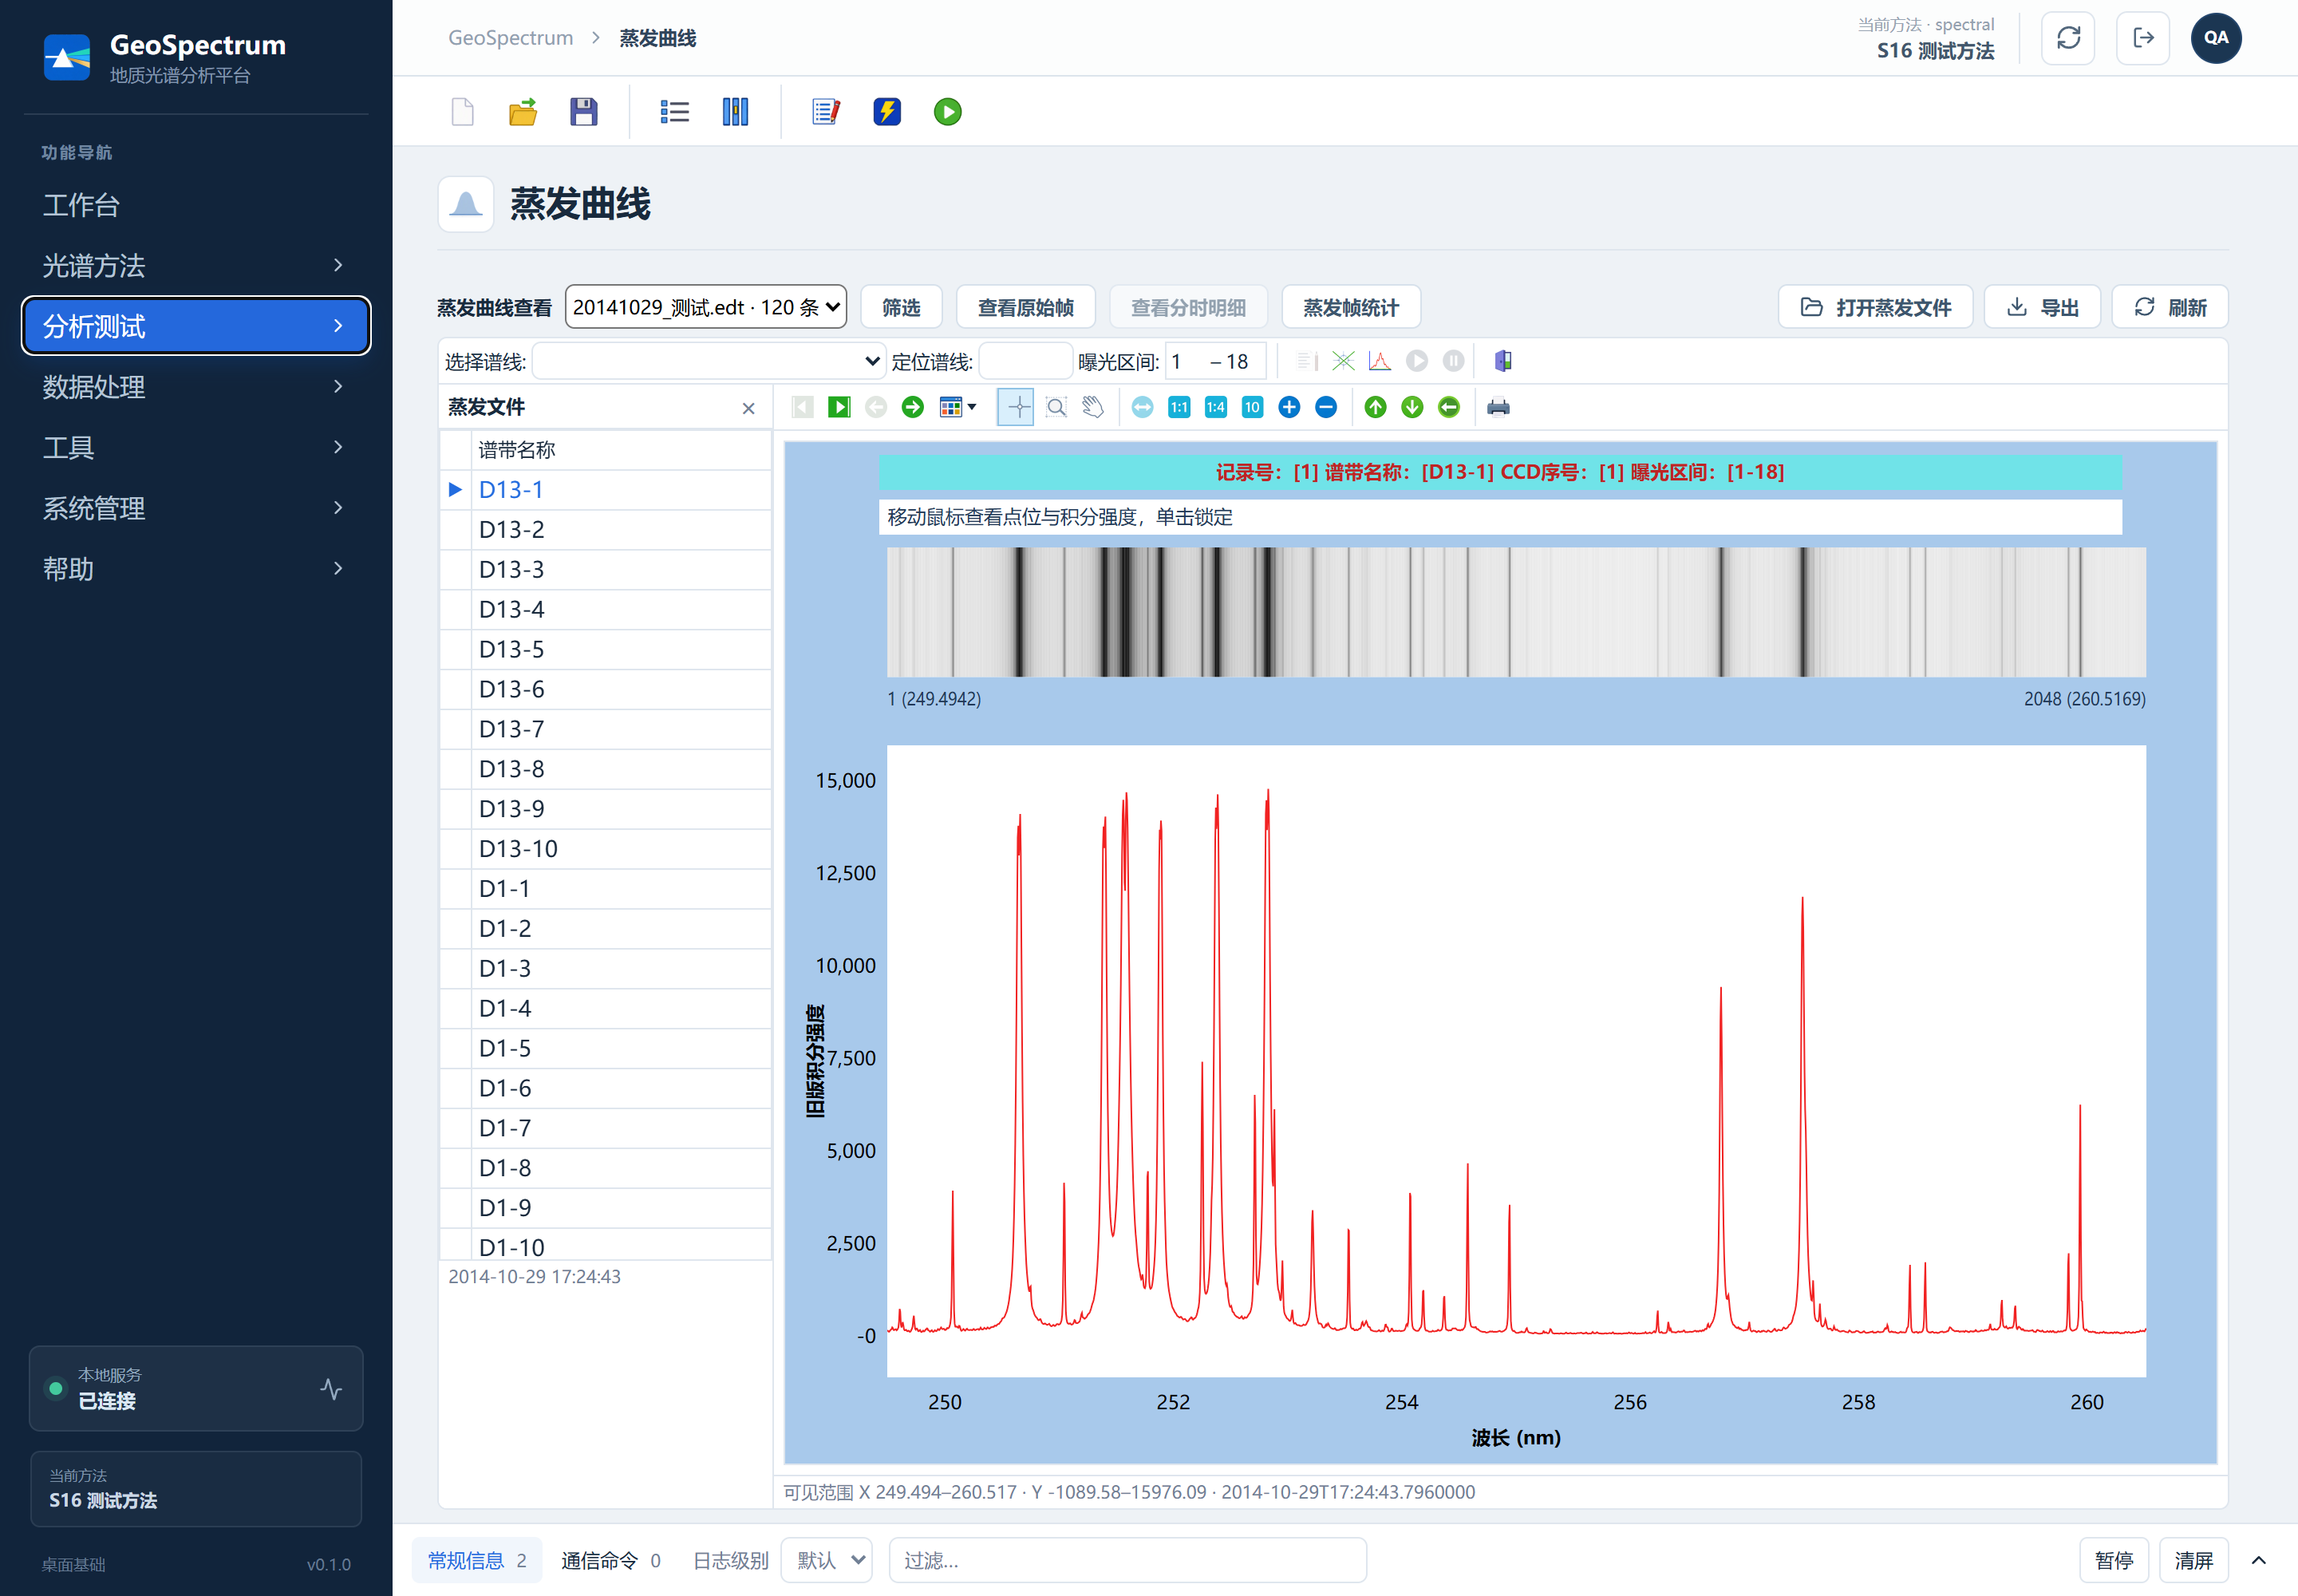 GeoSpectrum
地质光谱分析平台
功能导航
工作台
光谱方法
分析测试
数据处理
工具
系统管理
帮助
本地服务
已连接
当前方法
S16 测试方法
桌面基础 v0.1.0
GeoSpectrum > 蒸发曲线
当前方法 · spectral
S16 测试方法
QA
蒸发曲线
蒸发曲线查看 20141029_测试.edt · 120 条 筛选 查看原始帧 查看分时明细 蒸发帧统计 打开蒸发文件 导出 刷新
选择谱线: 定位谱线: 曝光区间: 1 – 18
蒸发文件 ×
1:1 1:4 10
谱带名称
D13-1
D13-2
D13-3
D13-4
D13-5
D13-6
D13-7
D13-8
D13-9
D13-10
D1-1
D1-2
D1-3
D1-4
D1-5
D1-6
D1-7
D1-8
D1-9
D1-10
2014-10-29 17:24:43
记录号：[1] 谱带名称：[D13-1] CCD序号：[1] 曝光区间：[1-18]
移动鼠标查看点位与积分强度，单击锁定
1 (249.4942) 2048 (260.5169)
旧版积分强度
15,000
12,500
10,000
7,500
5,000
2,500
-0
250 252 254 256 258 260
波长 (nm)
可见范围 X 249.494–260.517 · Y -1089.58–15976.09 · 2014-10-29T17:24:43.7960000
常规信息 2 通信命令 0 日志级别 默认 过滤... 暂停 清屏